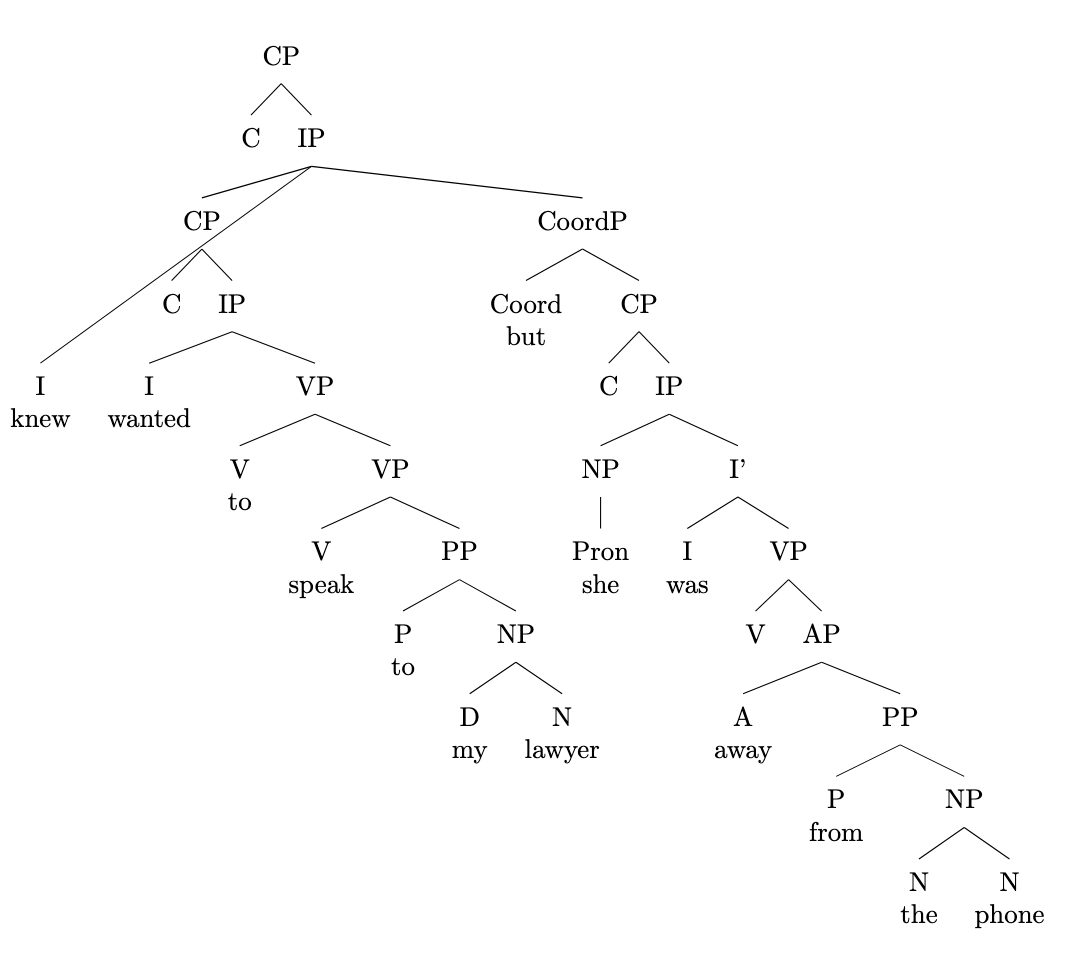 CP
C IP
CP CoordP
C IP Coord CP
but
I I VP C IP
knew wanted
V VP NP I'
to
V PP Pron I VP
speak she was
P NP V AP
to
D N A PP
my lawyer away
P NP
from
N N
the phone